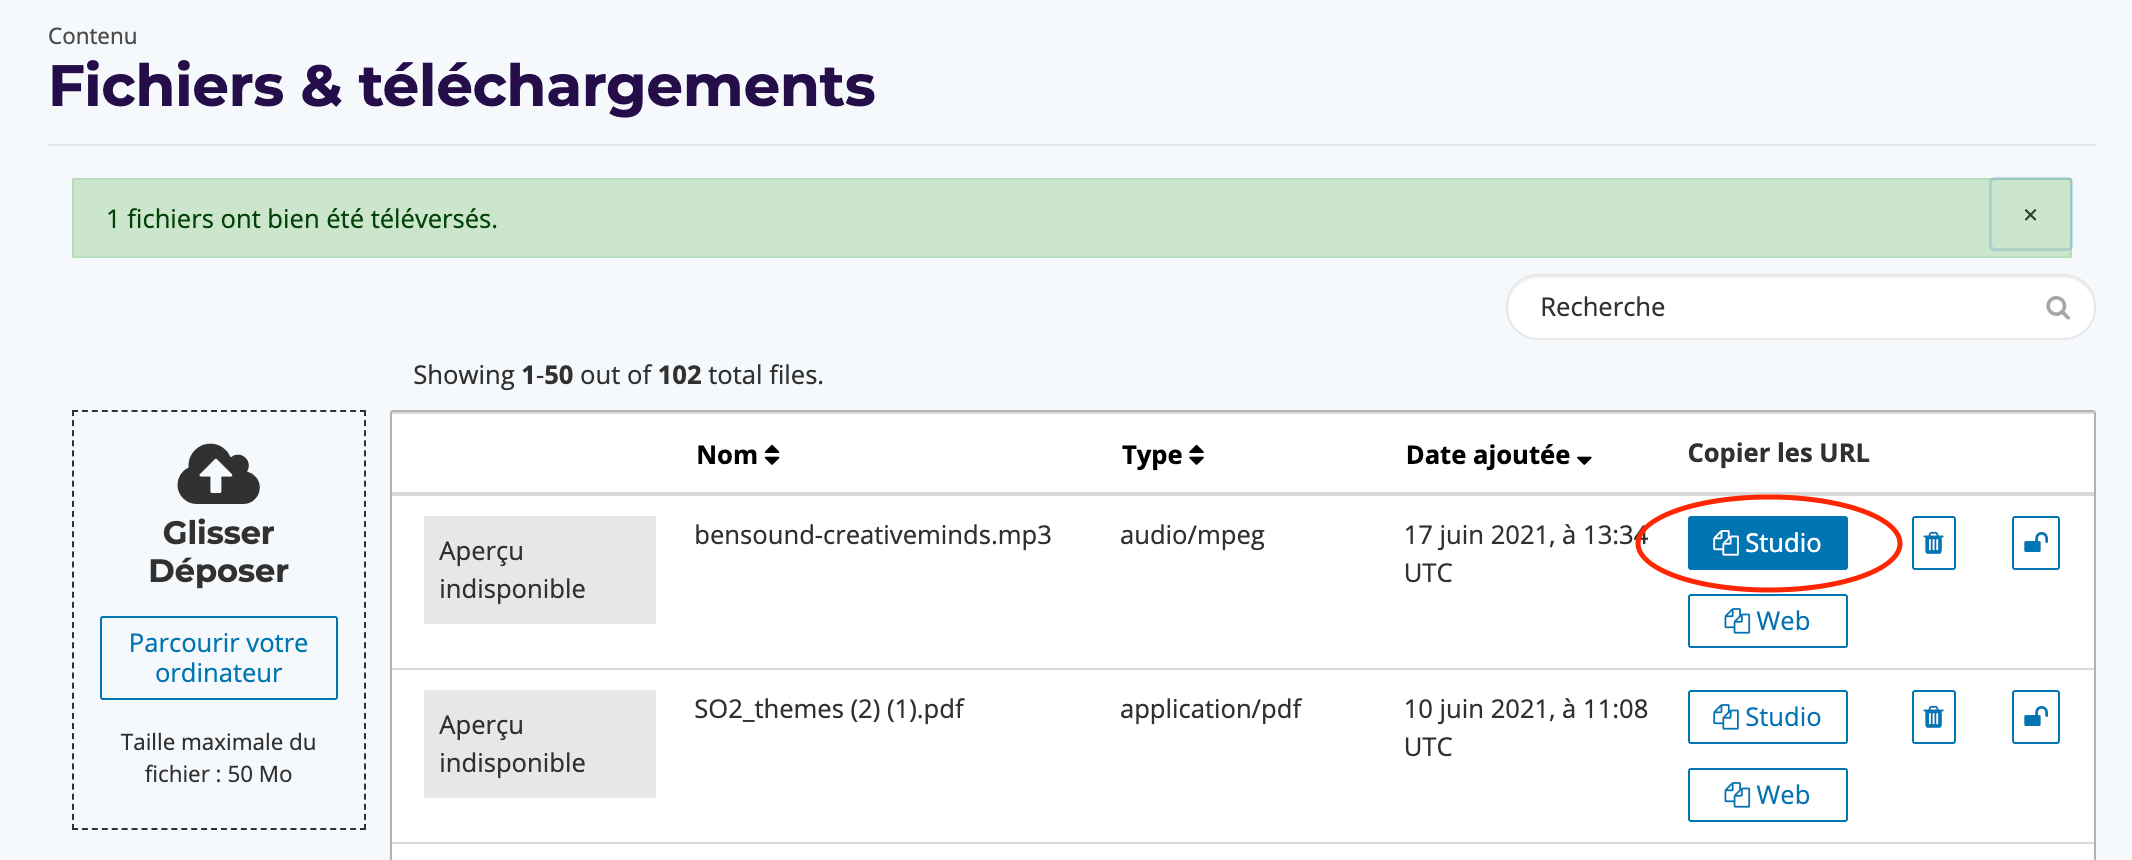 Contenu
Fichiers & téléchargements
1 fichiers ont bien été téléversés.
×
Recherche
Showing 1-50 out of 102 total files.
Glisser
Déposer
Parcourir votre
ordinateur
Taille maximale du
fichier : 50 Mo
Nom Type Date ajoutée Copier les URL
Aperçu
indisponible
bensound-creativeminds.mp3
audio/mpeg
17 juin 2021, à 13:34
UTC
Studio
Web
Aperçu
indisponible
SO2_themes (2) (1).pdf
application/pdf
10 juin 2021, à 11:08
UTC
Studio
Web